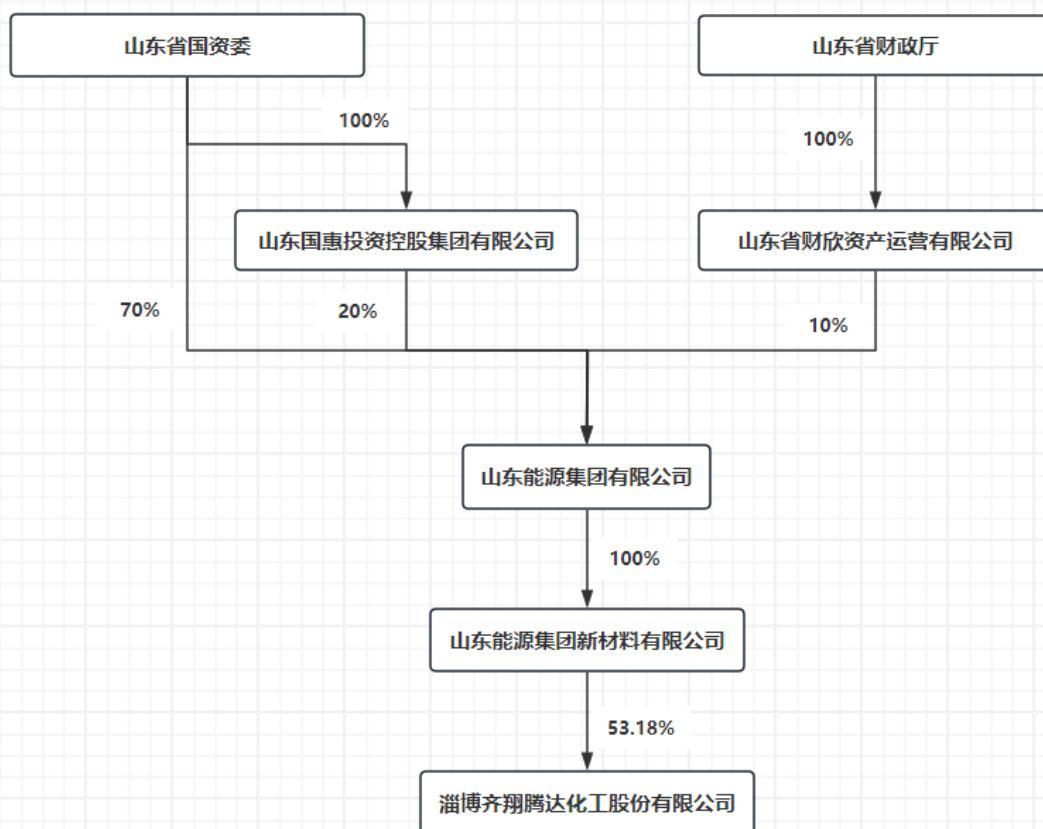 山东省国资委
山东省财政厅
100%
100%
山东国惠投资控股集团有限公司
山东省财欣资产运营有限公司
70%
20%
10%
山东能源集团有限公司
100%
山东能源集团新材料有限公司
53.18%
淄博齐翔腾达化工股份有限公司